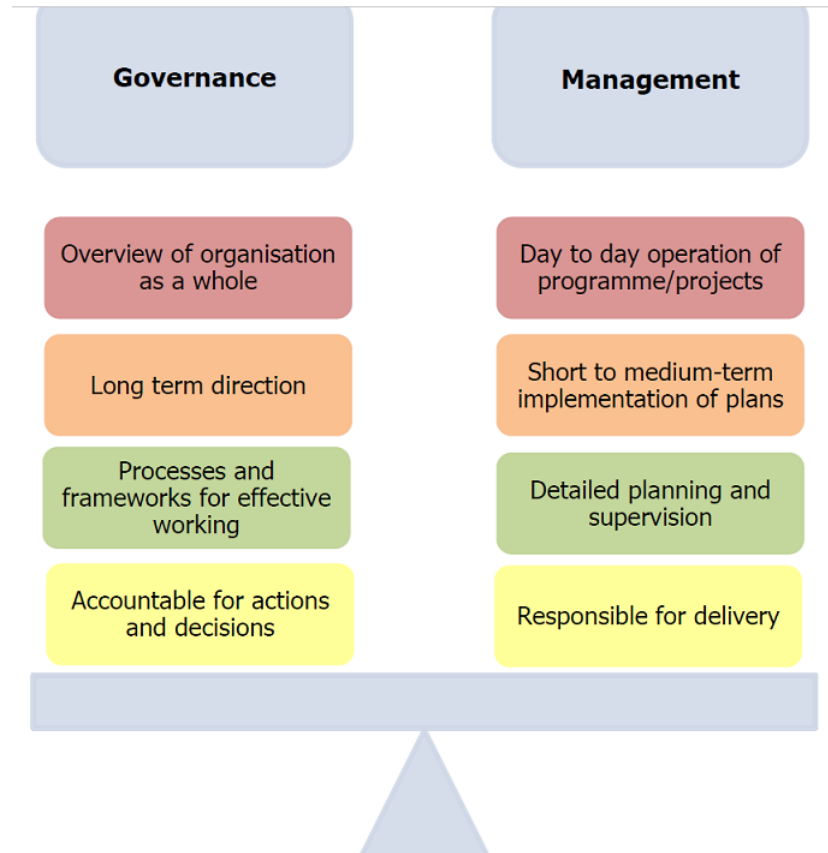 Governance
Management
Overview of organisation
as a whole
Day to day operation of
programme/projects
Long term direction
Short to medium-term
implementation of plans
Processes and
frameworks for effective
working
Detailed planning and
supervision
Accountable for actions
and decisions
Responsible for delivery